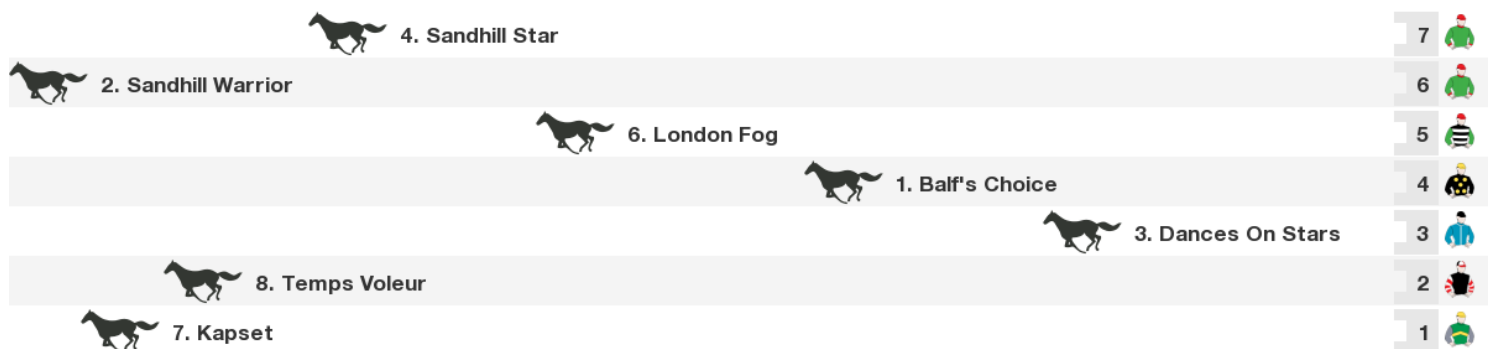 4. Sandhill Star 7
2. Sandhill Warrior 6
6. London Fog 5
1. Balf's Choice 4
3. Dances On Stars 3
8. Temps Voleur 2
7. Kapset 1